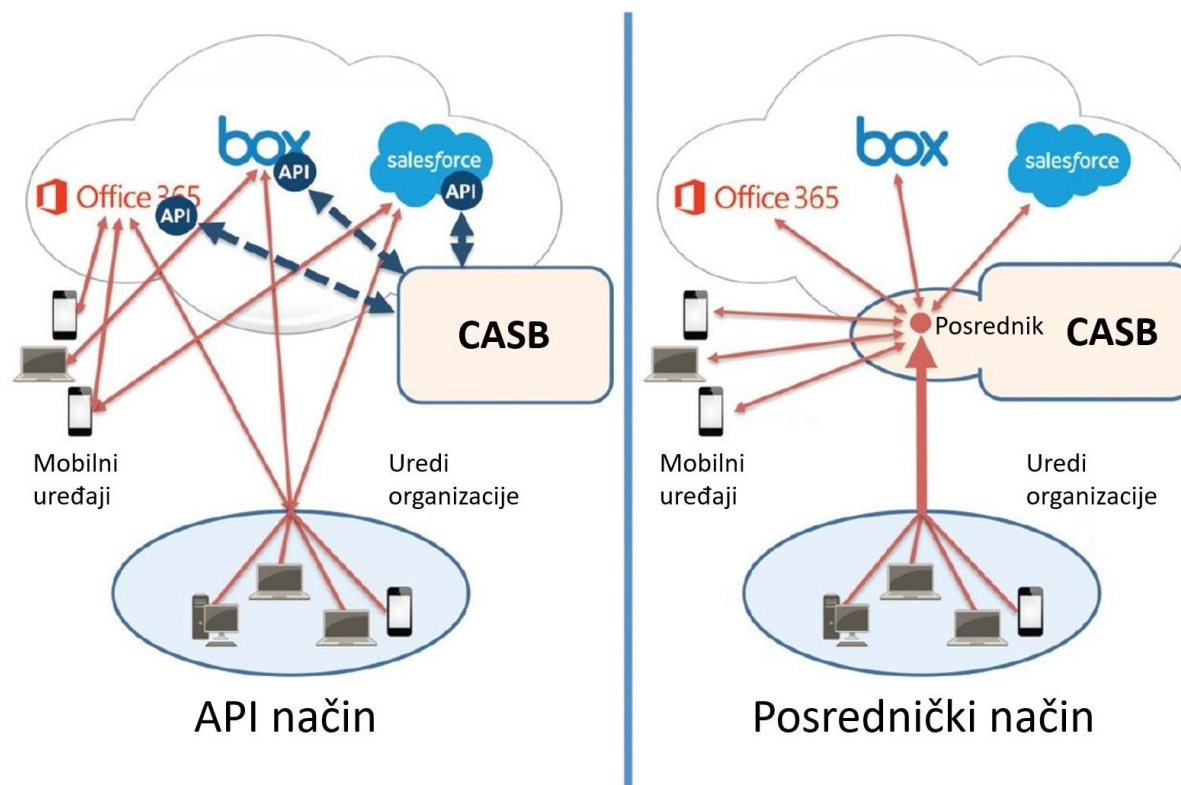 box
API
salesforce
API
Office 365
API
CASB
Mobilni
uređaji
Uredi
organizacije
API način
box
salesforce
Office 365
Posrednik
CASB
Mobilni
uređaji
Uredi
organizacije
Posrednički način